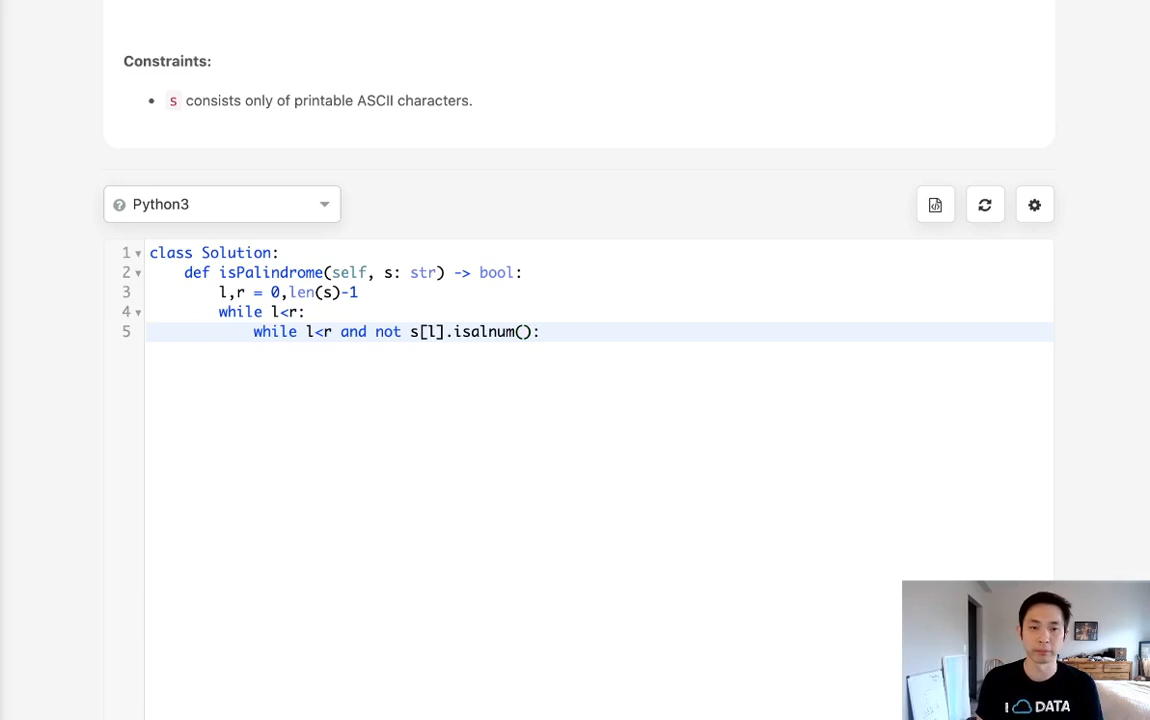 Constraints:
• s consists only of printable ASCII characters.
Python3
1 class Solution:
2 def isPalindrome(self, s: str) -> bool:
3 l,r = 0,len(s)-1
4 while l<r:
5 while l<r and not s[l].isalnum():
I DATA